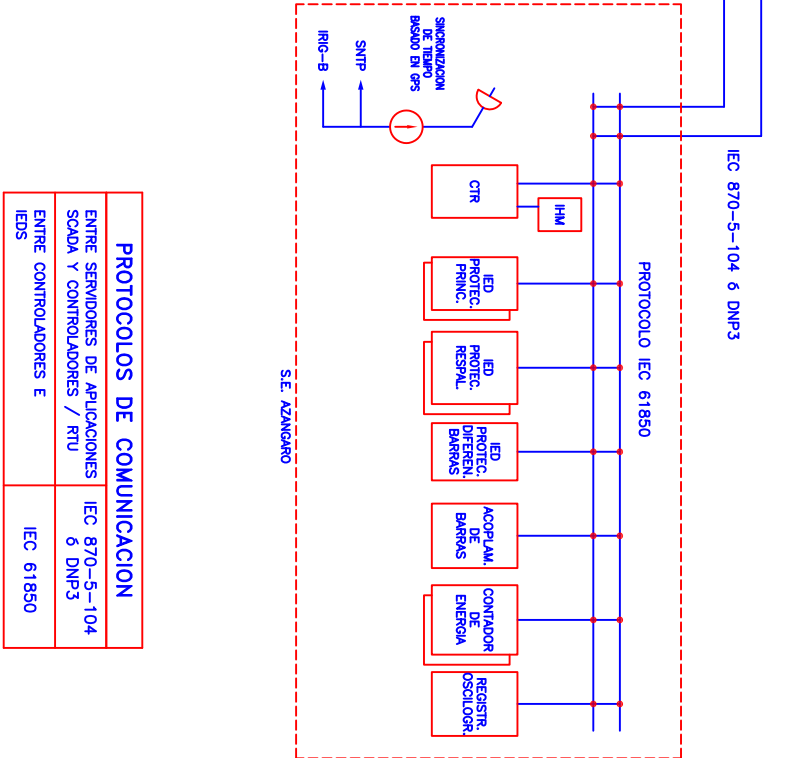 IEC 870-5-104 ó DNP3
PROTOCOLO IEC 61850
SINCRONIZACION
DE TIEMPO
BASADO EN GPS
SNTP
IRIG-B
CTR
IHM
IED
PROTEC.
PRINC.
IED
PROTEC.
RESPAL.
IED
PROTEC.
DIFEREN.
BARRAS
ACOPLAM.
DE
BARRAS
CONTADOR
DE
ENERGIA
REGISTR.
OSCILOGR.
S.E. AZANGARO
PROTOCOLOS DE COMUNICACION
ENTRE SERVIDORES DE APLICACIONES
SCADA Y CONTROLADORES / RTU
IEC 870-5-104
ó DNP3
ENTRE CONTROLADORES E
IEDS
IEC 61850